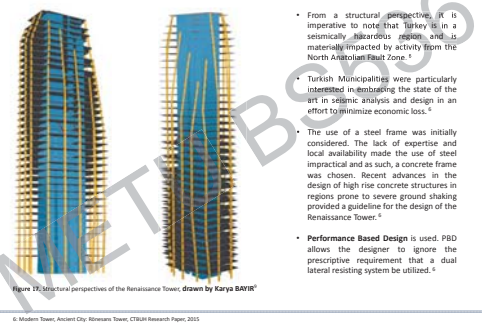 • From a structural perspective, it is
imperative to note that Turkey is in a
seismically hazardous region and is
materially impacted by activity from the
North Anatolian Fault Zone. 6
• Turkish Municipalities were particularly
interested in embracing the state of the
art in seismic analysis and design in an
effort to minimize economic loss. 6
• The use of a steel frame was initially
considered. The lack of expertise and
local availability made the use of steel
impractical and as such, a concrete frame
was chosen. Recent advances in the
design of high rise concrete structures in
regions prone to severe ground shaking
provided a guideline for the design of the
Renaissance Tower. 6
• Performance Based Design is used. PBD
allows the designer to ignore the
prescriptive requirement that a dual
lateral resisting system be utilized. 6
Figure 17. Structural perspectives of the Renaissance Tower, drawn by Karya BAYIR6
6: Modern Tower, Ancient City: Rönesans Tower, CTBUH Research Paper, 2015
METU BS536